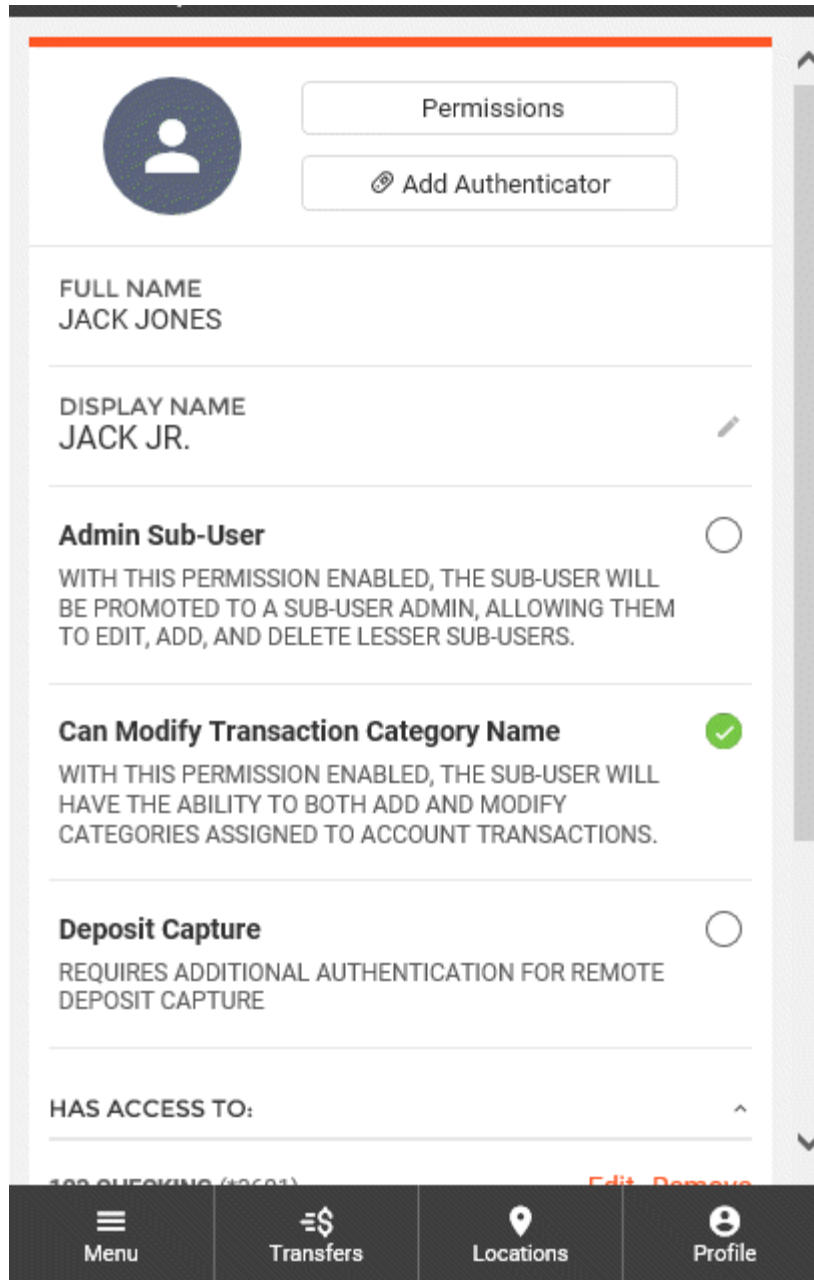 Permissions
Add Authenticator
FULL NAME
JACK JONES
DISPLAY NAME
JACK JR.
Admin Sub-User
WITH THIS PERMISSION ENABLED, THE SUB-USER WILL
BE PROMOTED TO A SUB-USER ADMIN, ALLOWING THEM
TO EDIT, ADD, AND DELETE LESSER SUB-USERS.
Can Modify Transaction Category Name
WITH THIS PERMISSION ENABLED, THE SUB-USER WILL
HAVE THE ABILITY TO BOTH ADD AND MODIFY
CATEGORIES ASSIGNED TO ACCOUNT TRANSACTIONS.
Deposit Capture
REQUIRES ADDITIONAL AUTHENTICATION FOR REMOTE
DEPOSIT CAPTURE
HAS ACCESS TO:
CHECKING Edit Remove
Menu Transfers Locations Profile